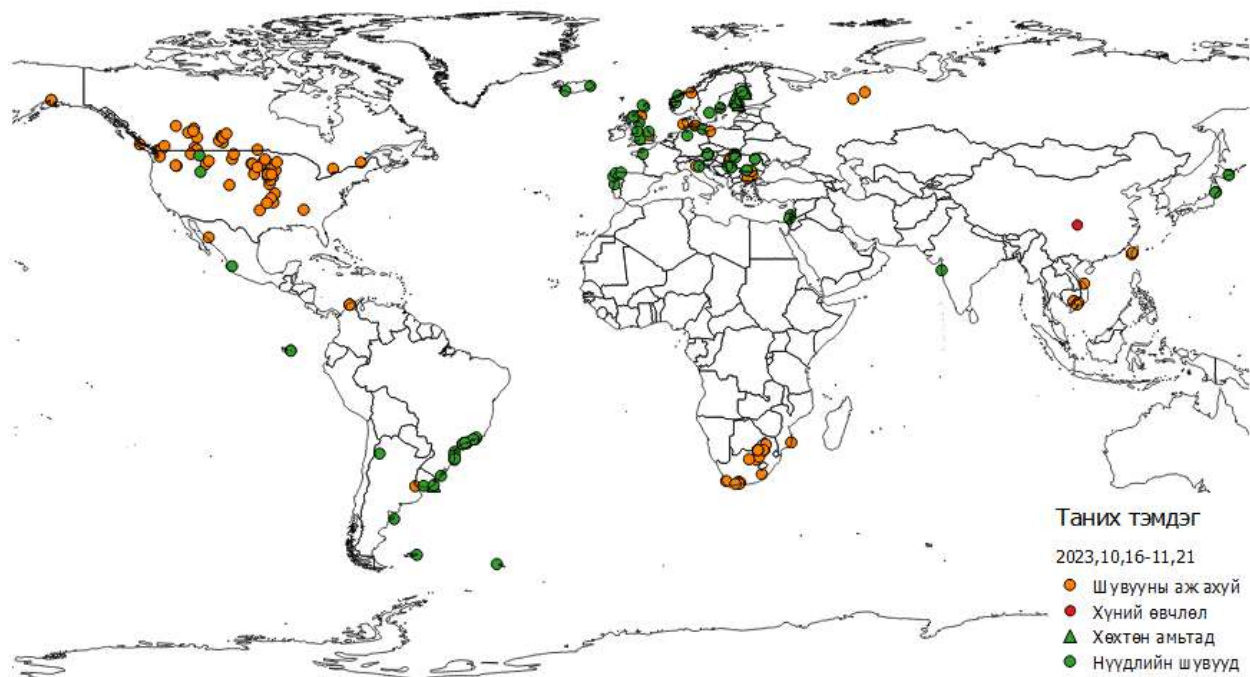 Таних тэмдэг
2023,10,16-11,21
Шувууны аж ахуй
Хүний өвчлөл
Хөхтөн амьтад
Нүүдлийн шувууд